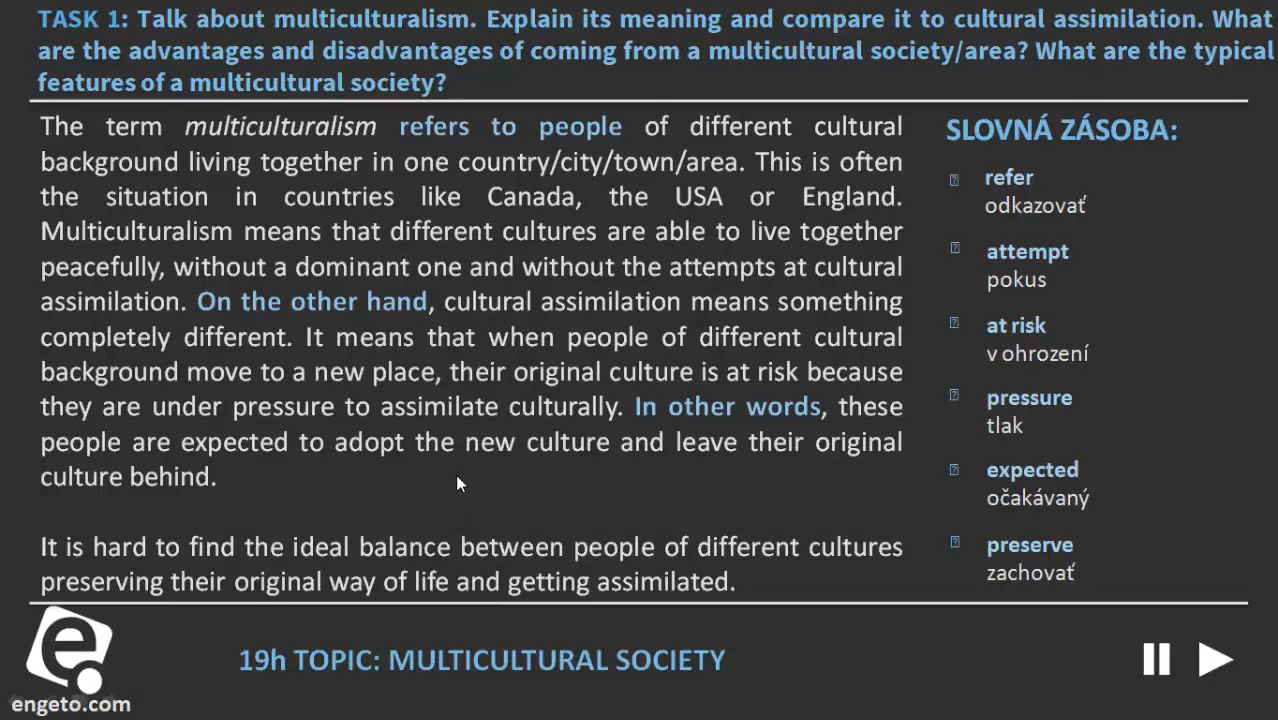 TASK 1: Talk about multiculturalism. Explain its meaning and compare it to cultural assimilation. What
are the advantages and disadvantages of coming from a multicultural society/area? What are the typical
features of a multicultural society?
The term multiculturalism refers to people of different cultural
background living together in one country/city/town/area. This is often
the situation in countries like Canada, the USA or England.
Multiculturalism means that different cultures are able to live together
peacefully, without a dominant one and without the attempts at cultural
assimilation. On the other hand, cultural assimilation means something
completely different. It means that when people of different cultural
background move to a new place, their original culture is at risk because
they are under pressure to assimilate culturally. In other words, these
people are expected to adopt the new culture and leave their original
culture behind.
It is hard to find the ideal balance between people of different cultures
preserving their original way of life and getting assimilated.
SLOVNÁ ZÁSOBA:
refer
odkazovať
attempt
pokus
at risk
v ohrození
pressure
tlak
expected
očakávaný
preserve
zachovať
e
engeto.com
19h TOPIC: MULTICULTURAL SOCIETY